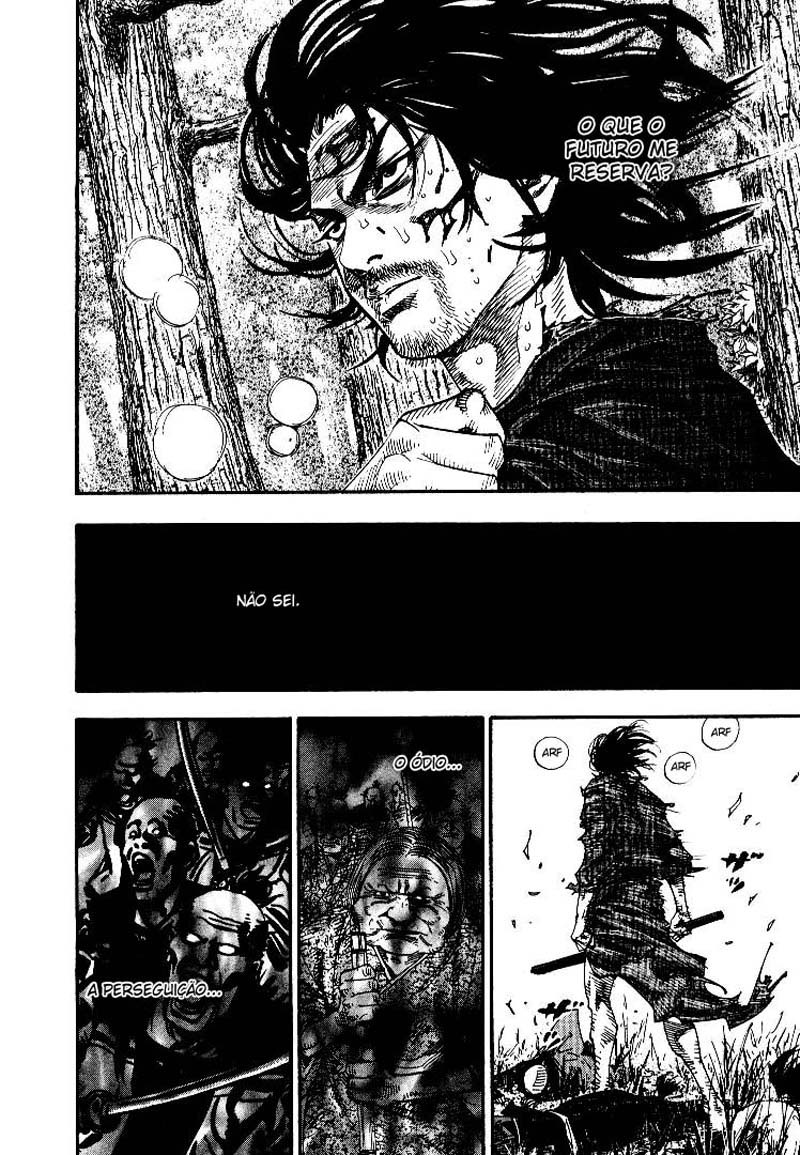 O QUE O
FUTURO ME
RESERVA?
NÃO SEI.
ARF
ARF
ARF
O ÓDIO...
A PERSEGUIÇÃO...